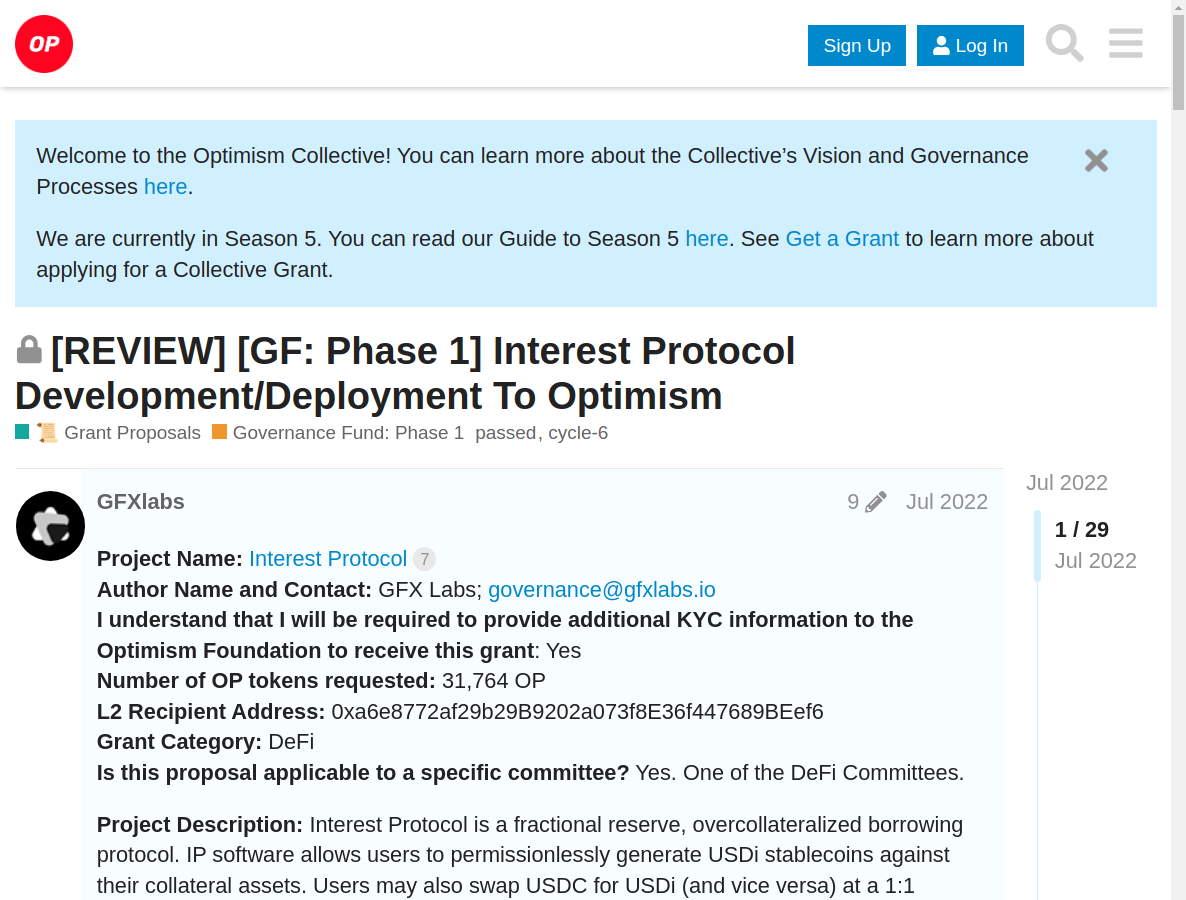 OP
Sign Up
Log In
Welcome to the Optimism Collective! You can learn more about the Collective’s Vision and Governance
Processes here.
We are currently in Season 5. You can read our Guide to Season 5 here. See Get a Grant to learn more about
applying for a Collective Grant.
[REVIEW] [GF: Phase 1] Interest Protocol
Development/Deployment To Optimism
Grant Proposals Governance Fund: Phase 1 passed, cycle-6
GFXlabs 9 Jul 2022
Jul 2022
1 / 29
Jul 2022
Project Name: Interest Protocol 7
Author Name and Contact: GFX Labs; governance@gfxlabs.io
I understand that I will be required to provide additional KYC information to the
Optimism Foundation to receive this grant: Yes
Number of OP tokens requested: 31,764 OP
L2 Recipient Address: 0xa6e8772af29b29B9202a073f8E36f447689BEef6
Grant Category: DeFi
Is this proposal applicable to a specific committee? Yes. One of the DeFi Committees.
Project Description: Interest Protocol is a fractional reserve, overcollateralized borrowing
protocol. IP software allows users to permissionlessly generate USDi stablecoins against
their collateral assets. Users may also swap USDC for USDi (and vice versa) at a 1:1